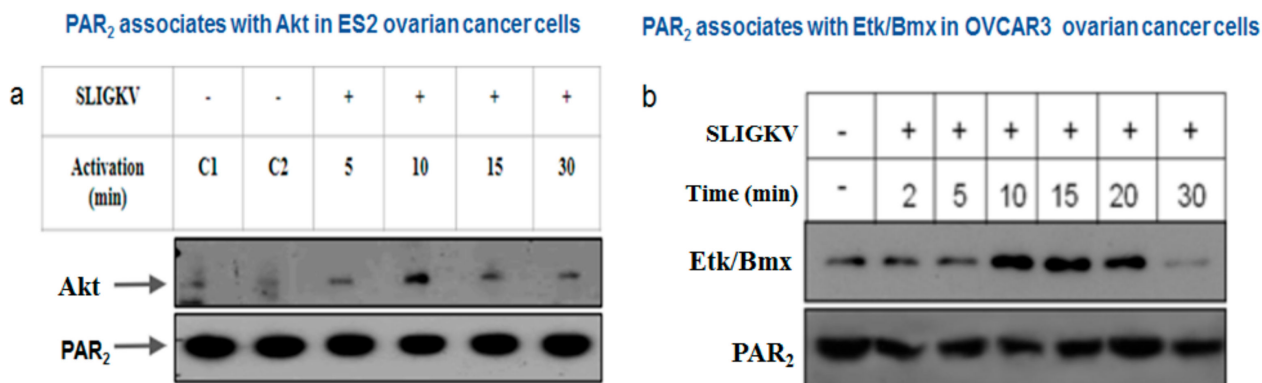 PAR₂ associates with Akt in ES2 ovarian cancer cells
a
SLIGKV - - + + + +
Activation (min) C1 C2 5 10 15 30
Akt
PAR₂
PAR₂ associates with Etk/Bmx in OVCAR3 ovarian cancer cells
b
SLIGKV - + + + + + +
Time (min) - 2 5 10 15 20 30
Etk/Bmx
PAR₂